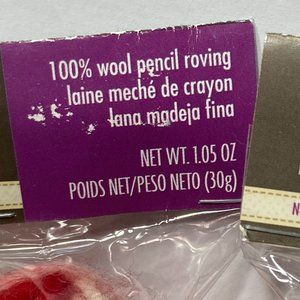 100% wool pencil roving
laine meché de crayon
lana madeja fina
NET WT. 1.05 OZ
POIDS NET/PESO NETO (30g)
N